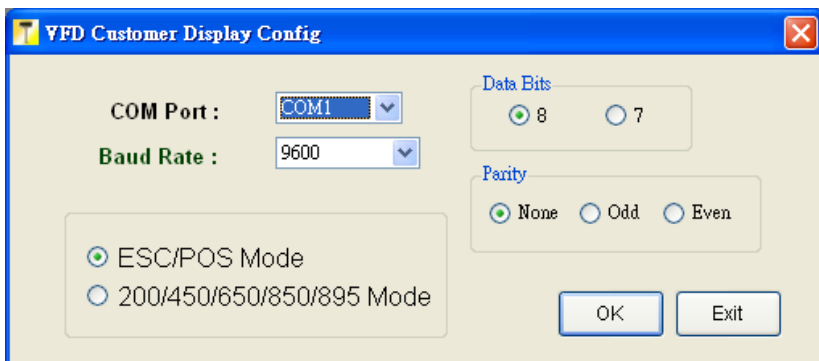 VFD Customer Display Config
COM Port :
COM1
Baud Rate :
9600
Data Bits
8
7
Parity
None
Odd
Even
ESC/POS Mode
200/450/650/850/895 Mode
OK
Exit